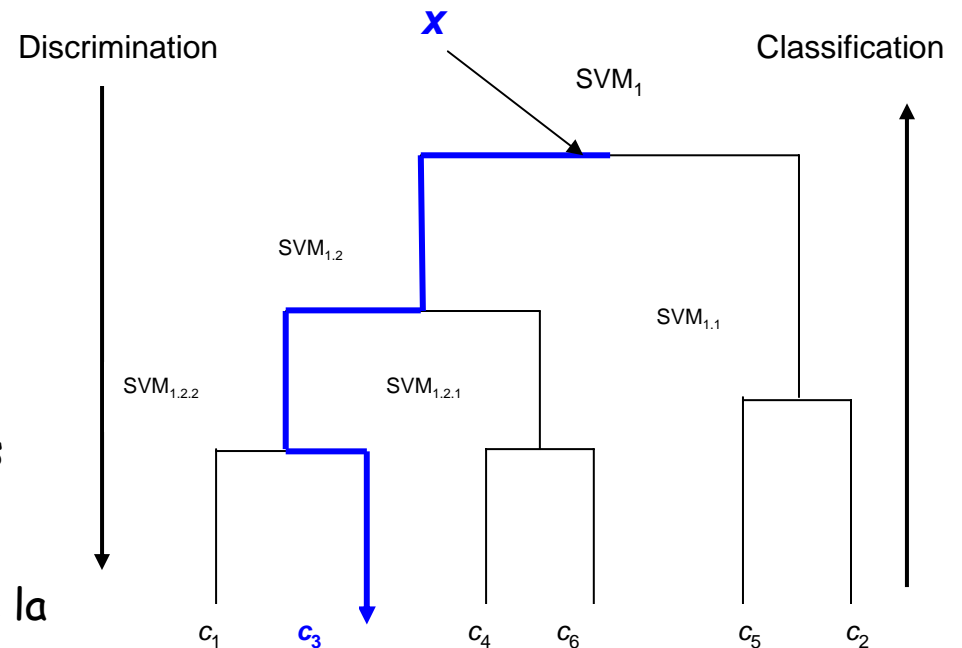 x
Discrimination
Classification
SVM₁
SVM₁.₂
SVM₁.₁
SVM₁.₂.₂
SVM₁.₂.₁
s
la
c₁ c₃ c₄ c₆ c₅ c₂